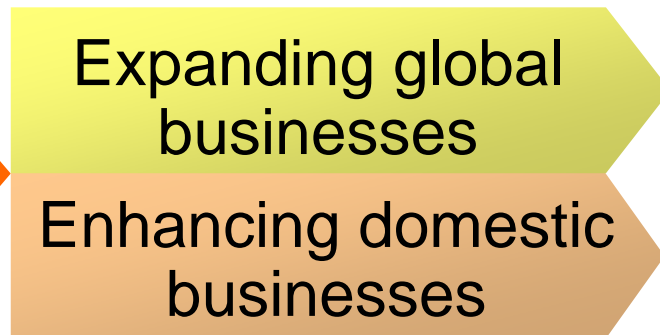 Expanding global
businesses
Enhancing domestic
businesses